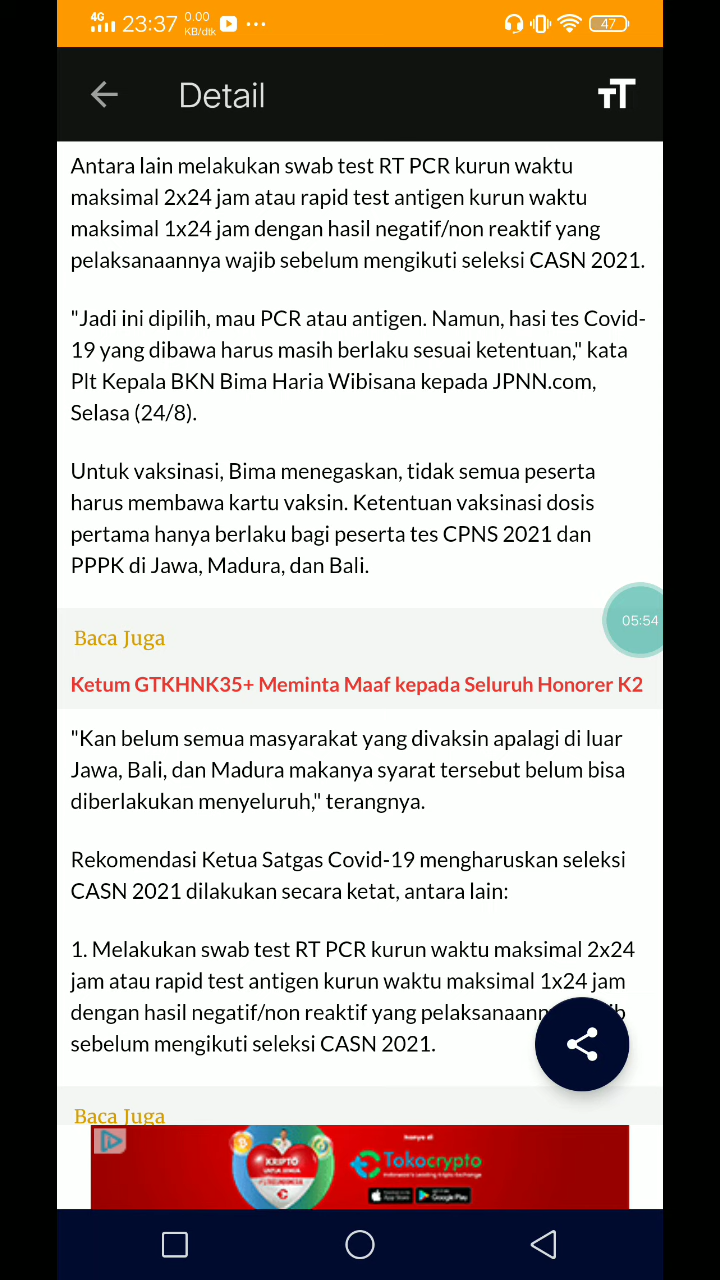 4G 23:37 0.00 KB/dtk 47
Detail
Antara lain melakukan swab test RT PCR kurun waktu
maksimal 2x24 jam atau rapid test antigen kurun waktu
maksimal 1x24 jam dengan hasil negatif/non reaktif yang
pelaksanaannya wajib sebelum mengikuti seleksi CASN 2021.
"Jadi ini dipilih, mau PCR atau antigen. Namun, hasi tes Covid-
19 yang dibawa harus masih berlaku sesuai ketentuan," kata
Plt Kepala BKN Bima Haria Wibisana kepada JPNN.com,
Selasa (24/8).
Untuk vaksinasi, Bima menegaskan, tidak semua peserta
harus membawa kartu vaksin. Ketentuan vaksinasi dosis
pertama hanya berlaku bagi peserta tes CPNS 2021 dan
PPPK di Jawa, Madura, dan Bali.
05:54
Baca Juga
Ketum GTKHNK35+ Meminta Maaf kepada Seluruh Honorer K2
"Kan belum semua masyarakat yang divaksin apalagi di luar
Jawa, Bali, dan Madura makanya syarat tersebut belum bisa
diberlakukan menyeluruh," terangnya.
Rekomendasi Ketua Satgas Covid-19 mengharuskan seleksi
CASN 2021 dilakukan secara ketat, antara lain:
1. Melakukan swab test RT PCR kurun waktu maksimal 2x24
jam atau rapid test antigen kurun waktu maksimal 1x24 jam
dengan hasil negatif/non reaktif yang
sebelum mengikuti seleksi CASN 2021.
Baca Juga
hanya di
Tokocrypto
KRIPTO
App Store Google Play